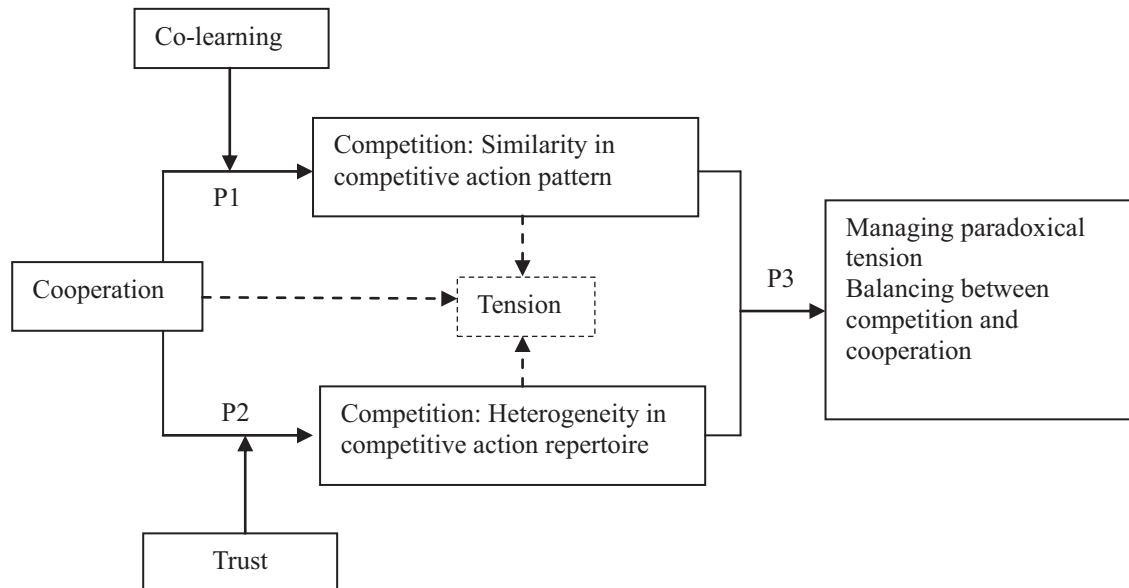 Co-learning
Competition: Similarity in
competitive action pattern
P1
Cooperation
Tension
P3
Managing paradoxical
tension
Balancing between
competition and
cooperation
P2
Competition: Heterogeneity in
competitive action repertoire
Trust